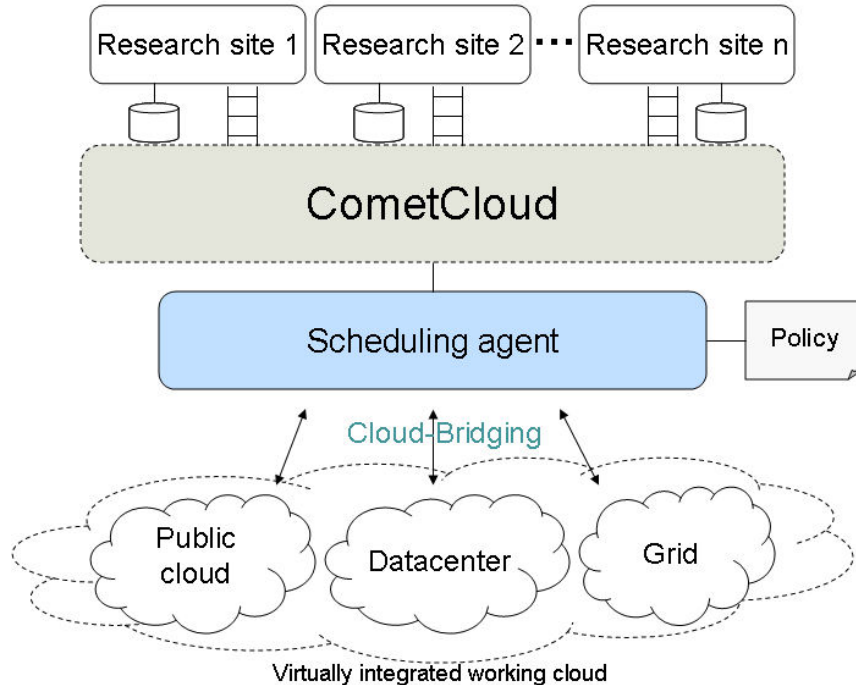 Research site 1
Research site 2
...
Research site n
CometCloud
Scheduling agent
Policy
Cloud-Bridging
Public
cloud
Datacenter
Grid
Virtually integrated working cloud